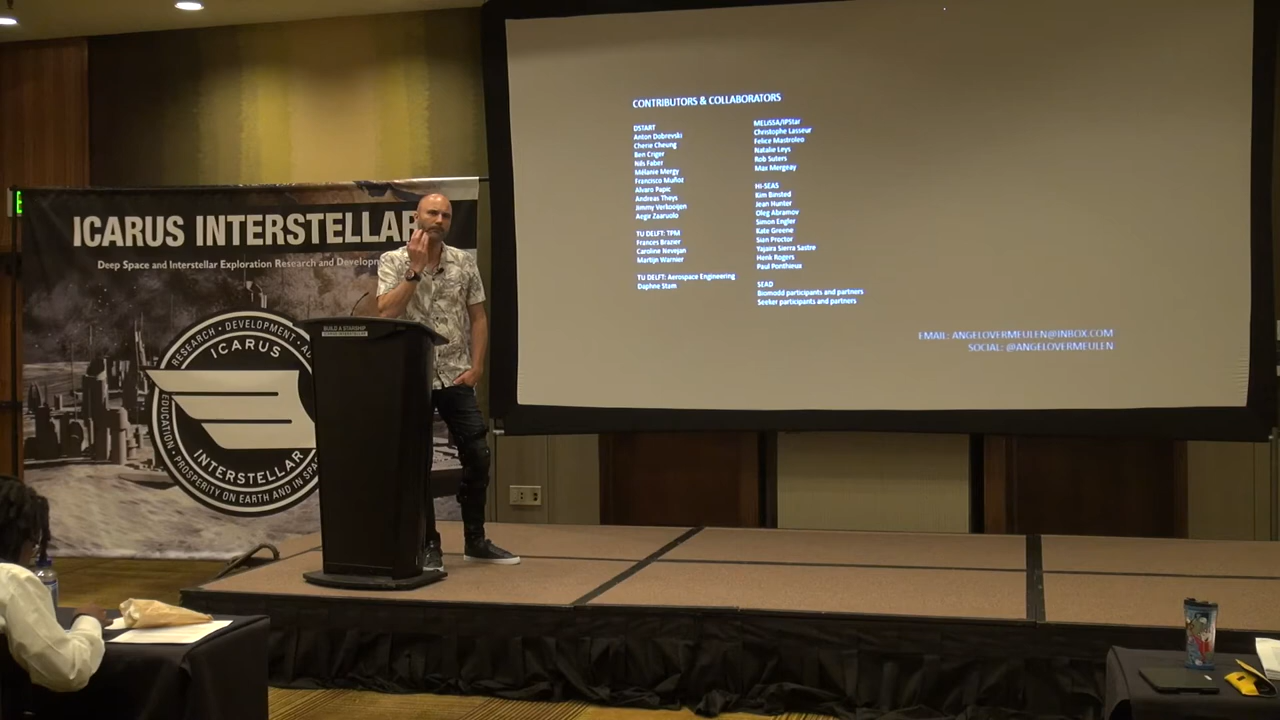 ICARUS INTERSTELLAR
Deep Space and Interstellar Exploration Research and Developm
RESEARCH • DEVELOPMENT •
ICARUS
INTERSTELLAR
EDUCATION • PROSPERITY ON EARTH AND IN SPA
BUILD A STARSHIP
CONTRIBUTORS & COLLABORATORS
DSTART
Anton Dobrevski
Cherie Cheung
Ben Criger
Nils Faber
Mélanie Mergy
Francisco Muñoz
Alvaro Papic
Andreas Theys
Jimmy Verkooijen
Aegir Zaaruolo
TU DELFT: TPM
Frances Brazier
Caroline Nevejan
Martijn Warnier
TU DELFT: Aerospace Engineering
Daphne Stam
MELiSSA/IPStar
Christophe Lasseur
Felice Mastroleo
Natalie Leys
Rob Suters
Max Mergeay
HI-SEAS
Kim Binsted
Jean Hunter
Oleg Abramov
Simon Engler
Kate Greene
Sian Proctor
Yajaira Sierra Sastre
Henk Rogers
Paul Ponthieux
SEAD
Biomodd participants and partners
Seeker participants and partners
EMAIL: ANGELOVERMEULEN@INBOX.COM
SOCIAL: @ANGELOVERMEULEN